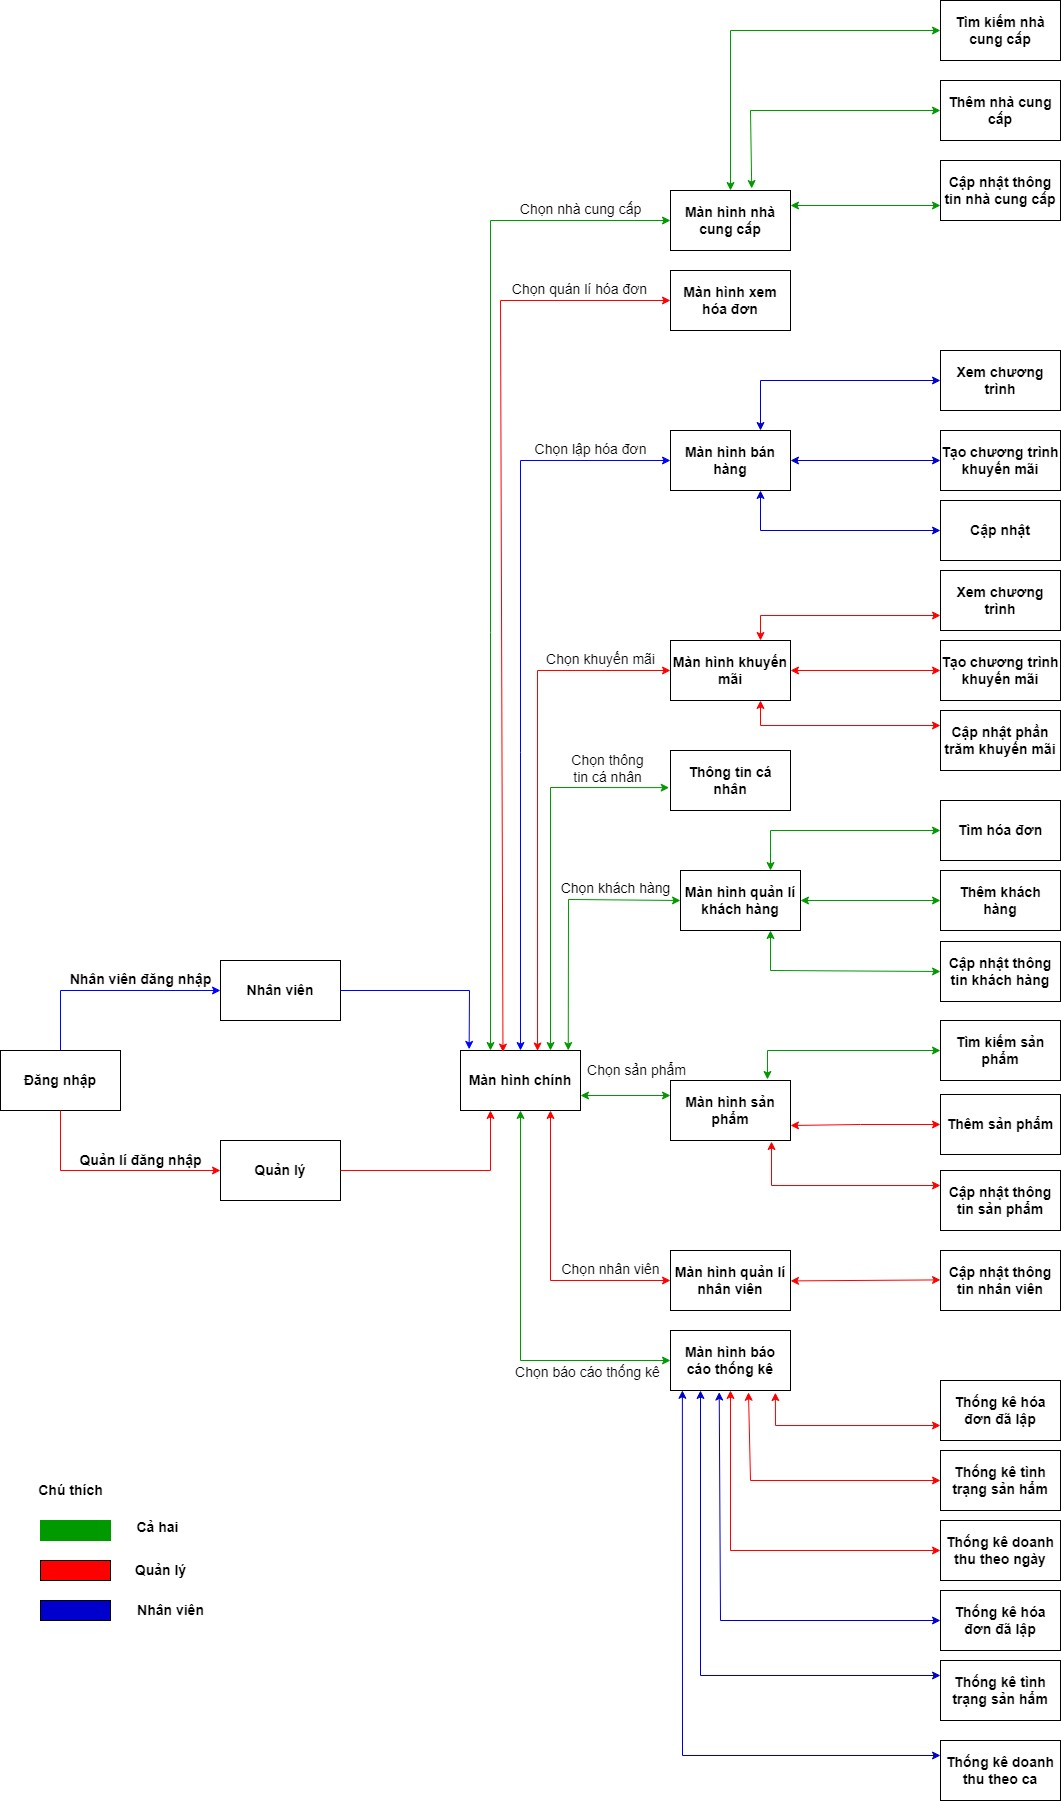 Tìm kiếm nhà
cung cấp
Thêm nhà cung
cấp
Cập nhật thông
tin nhà cung cấp
Chọn nhà cung cấp
Màn hình nhà
cung cấp
Chọn quản lí hóa đơn
Màn hình xem
hóa đơn
Xem chương
trình
Chọn lập hóa đơn
Màn hình bán
hàng
Tạo chương trình
khuyến mãi
Cập nhật
Xem chương
trình
Chọn khuyến mãi
Màn hình khuyến
mãi
Tạo chương trình
khuyến mãi
Cập nhật phần
trăm khuyến mãi
Chọn thông
tin cá nhân
Thông tin cá
nhân
Tìm hóa đơn
Chọn khách hàng
Màn hình quản lí
khách hàng
Thêm khách
hàng
Cập nhật thông
tin khách hàng
Nhân viên đăng nhập
Nhân viên
Đăng nhập
Màn hình chính
Quản lí đăng nhập
Quản lý
Chọn sản phẩm
Màn hình sản
phẩm
Tìm kiếm sản
phẩm
Thêm sản phẩm
Cập nhật thông
tin sản phẩm
Chọn nhân viên
Màn hình quản lí
nhân viên
Cập nhật thông
tin nhân viên
Màn hình báo
cáo thống kê
Chọn báo cáo thống kê
Thống kê hóa
đơn đã lập
Thống kê tình
trạng sản hẩm
Thống kê doanh
thu theo ngày
Thống kê hóa
đơn đã lập
Thống kê tình
trạng sản hẩm
Thống kê doanh
thu theo ca
Chú thích
Cả hai
Quản lý
Nhân viên